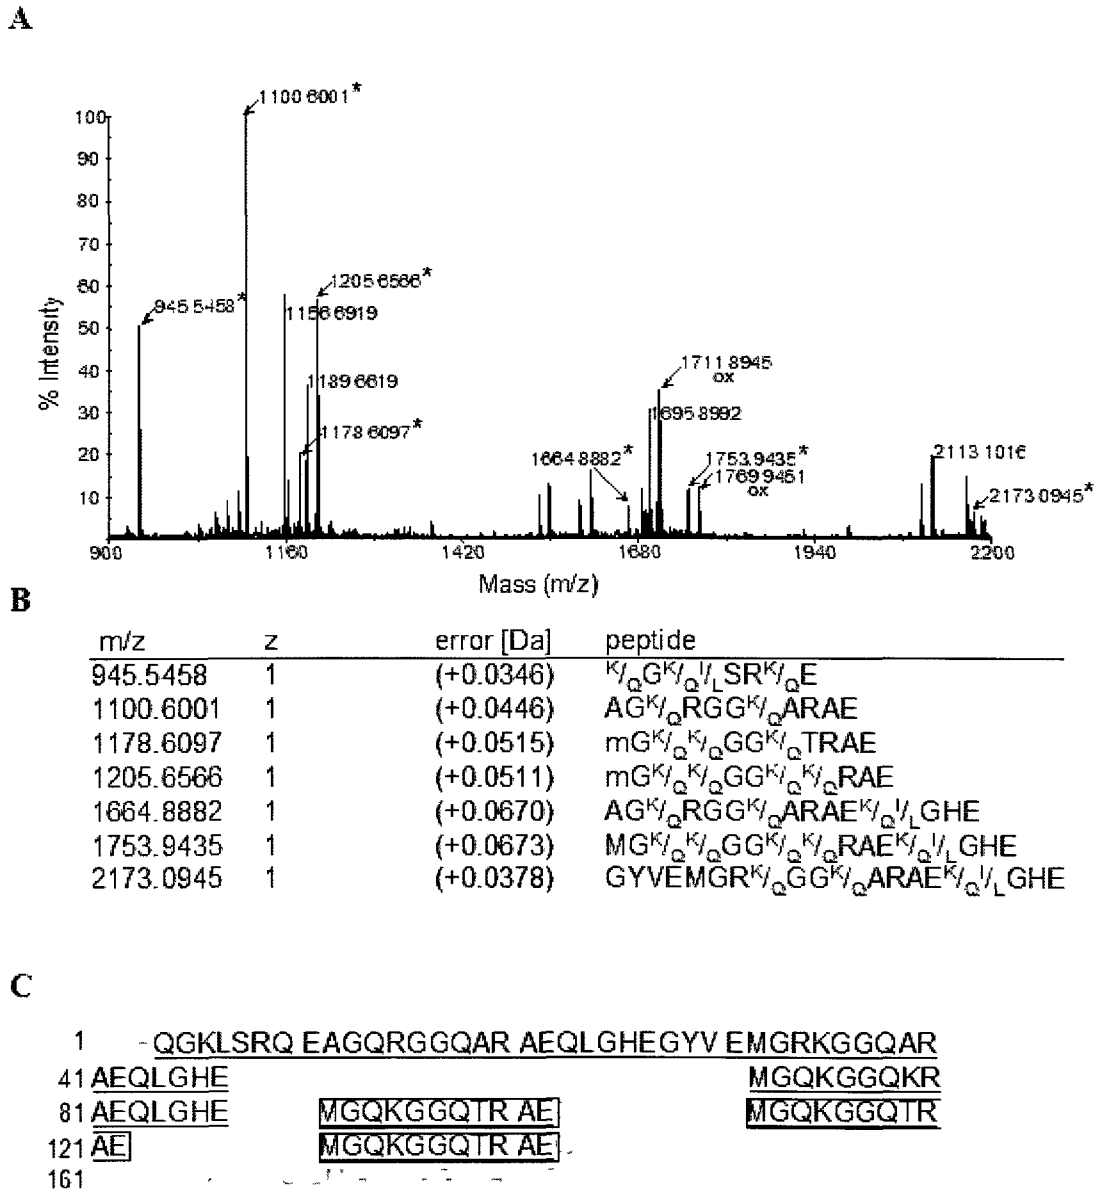 A
1100.6001*
100
90
80
70
60
50
40
30
20
10
% Intensity
945.5458*
1205.6566*
1156.6919
1189.6619
1178.6097*
1711.8945
ox
1695.8992
1664.8882*
1753.9435*
1769.9451
ox
2113.1016
2173.0945*
900 1160 1420 1680 1940 2200
Mass (m/z)
B
m/z z error [Da] peptide
945.5458 1 (+0.0346) K/QGK/QI/LSRK/QE
1100.6001 1 (+0.0446) AGK/QRGGK/QARAE
1178.6097 1 (+0.0515) mGK/QK/QGGK/QTRAE
1205.6566 1 (+0.0511) mGK/QK/QGGK/QK/QRAE
1664.8882 1 (+0.0670) AGK/QRGGK/QARAEK/QI/LGHE
1753.9435 1 (+0.0673) MGK/QK/QGGK/QK/QRAEK/QI/LGHE
2173.0945 1 (+0.0378) GYVEMGRK/QGGK/QARAEK/QI/LGHE
C
1 -QGKLSRQ EAGQRGGQAR AEQLGHEGYV EMGRKGGQAR
41 AEQLGHE MGQKGGQKR
81 AEQLGHE MGQKGGQTR AE MGQKGGQTR
121 AE MGQKGGQTR AE
161